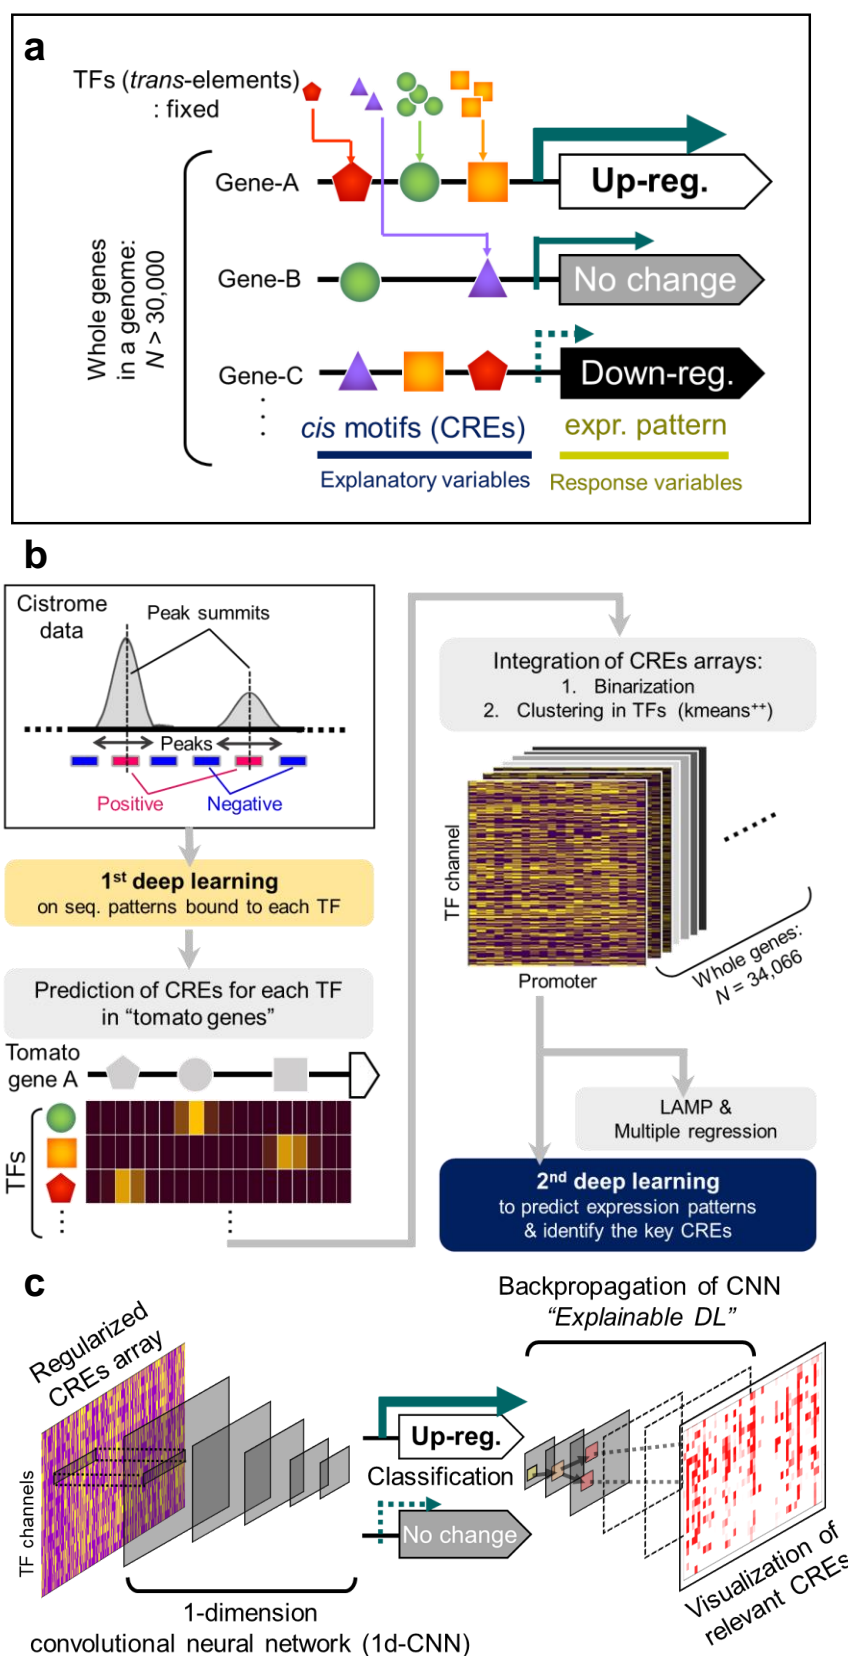 a
TFs (trans-elements)
: fixed
Whole genes
in a genome:
N > 30,000
Gene-A
Up-reg.
Gene-B
No change
Gene-C
Down-reg.
cis motifs (CREs)
expr. pattern
Explanatory variables
Response variables
b
Cistrome
data
Peak summits
Peaks
Positive
Negative
1st deep learning
on seq. patterns bound to each TF
Prediction of CREs for each TF
in “tomato genes”
Tomato
gene A
TFs
Integration of CREs arrays:
1. Binarization
2. Clustering in TFs (kmeans++)
TF channel
Promoter
Whole genes:
N = 34,066
LAMP &
Multiple regression
2nd deep learning
to predict expression patterns
& identify the key CREs
c
Regularized
CREs array
TF channels
1-dimension
convolutional neural network (1d-CNN)
Up-reg.
Classification
No change
Backpropagation of CNN
“Explainable DL”
Visualization of
relevant CREs